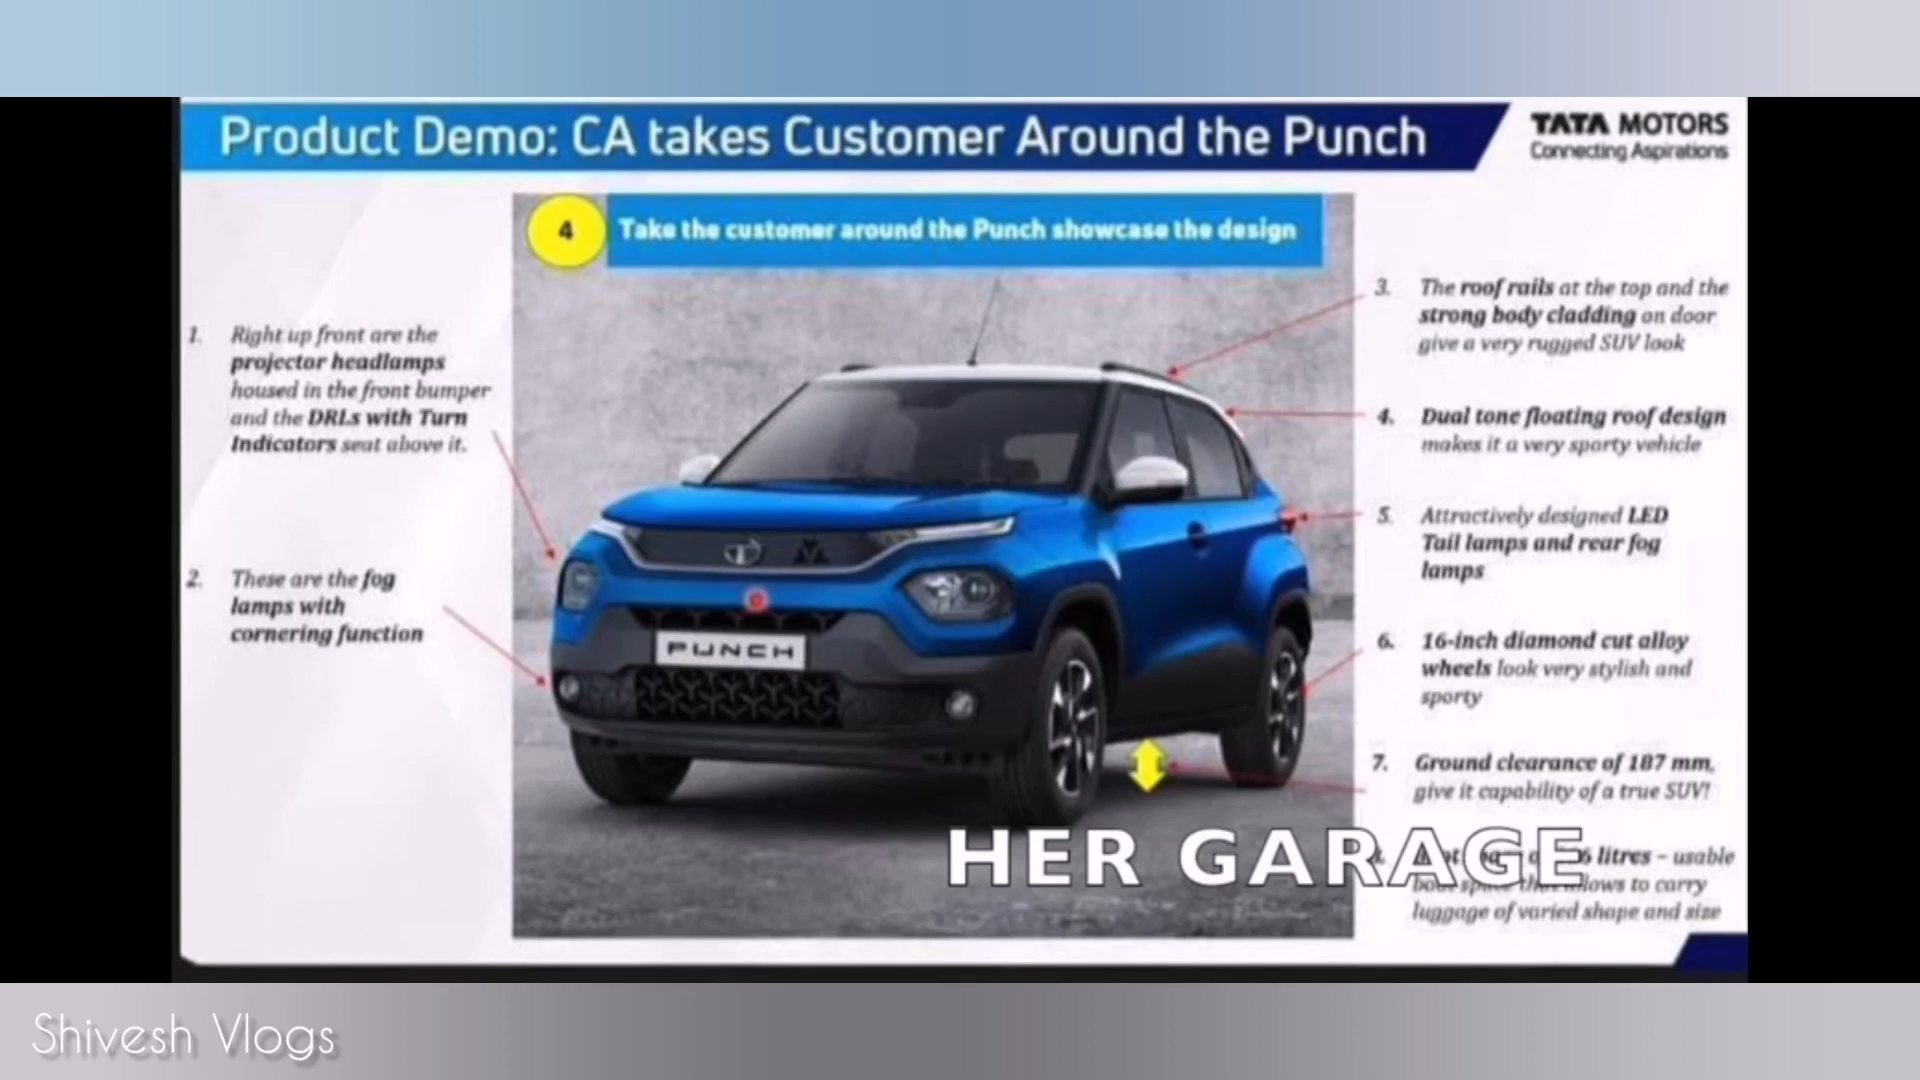 Product Demo: CA takes Customer Around the Punch
TATA MOTORS
Connecting Aspirations
4
Take the customer around the Punch showcase the design
1. Right up front are the
projector headlamps
housed in the front bumper
and the DRLs with Turn
Indicators seat above it.
2. These are the fog
lamps with
cornering function
3. The roof rails at the top and the
strong body cladding on door
give a very rugged SUV look
4. Dual tone floating roof design
makes it a very sporty vehicle
5. Attractively designed LED
Tail lamps and rear fog
lamps
6. 16-inch diamond cut alloy
wheels look very stylish and
sporty
7. Ground clearance of 187 mm,
give it capability of a true SUV!
litres – usable
to carry
luggage of varied shape and size
PUNCH
HER GARAGE
Shivesh Vlogs